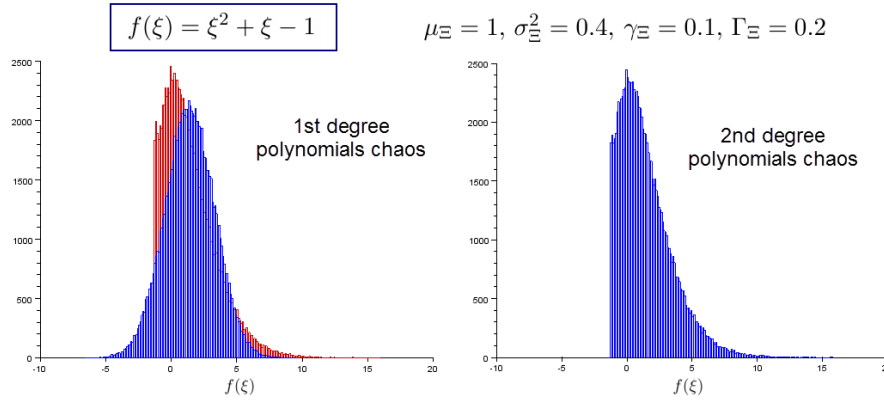 f(ξ) = ξ² + ξ − 1
μ_Ξ = 1, σ²_Ξ = 0.4, γ_Ξ = 0.1, Γ_Ξ = 0.2
2500
2000
1500
1000
500
0
1st degree
polynomials chaos
-10 -5 0 5 10 15 20
f(ξ)
2500
2000
1500
1000
500
0
2nd degree
polynomials chaos
-10 -5 0 5 10 15 20
f(ξ)